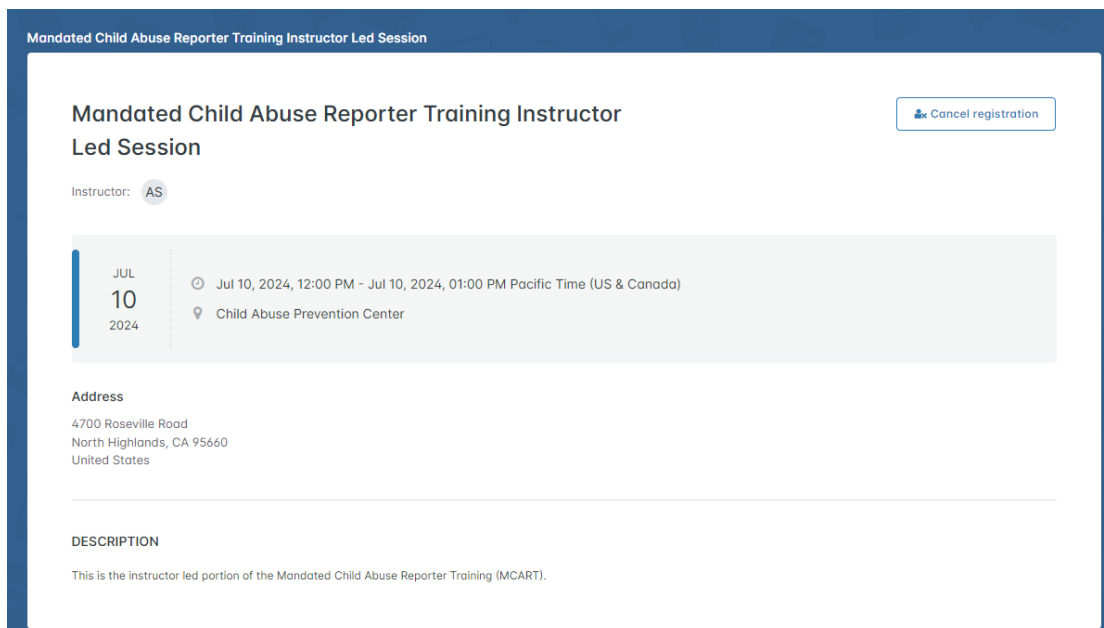 Mandated Child Abuse Reporter Training Instructor Led Session
Mandated Child Abuse Reporter Training Instructor
Led Session
Cancel registration
Instructor: AS
JUL
10
2024
Jul 10, 2024, 12:00 PM - Jul 10, 2024, 01:00 PM Pacific Time (US & Canada)
Child Abuse Prevention Center
Address
4700 Roseville Road
North Highlands, CA 95660
United States
DESCRIPTION
This is the instructor led portion of the Mandated Child Abuse Reporter Training (MCART).